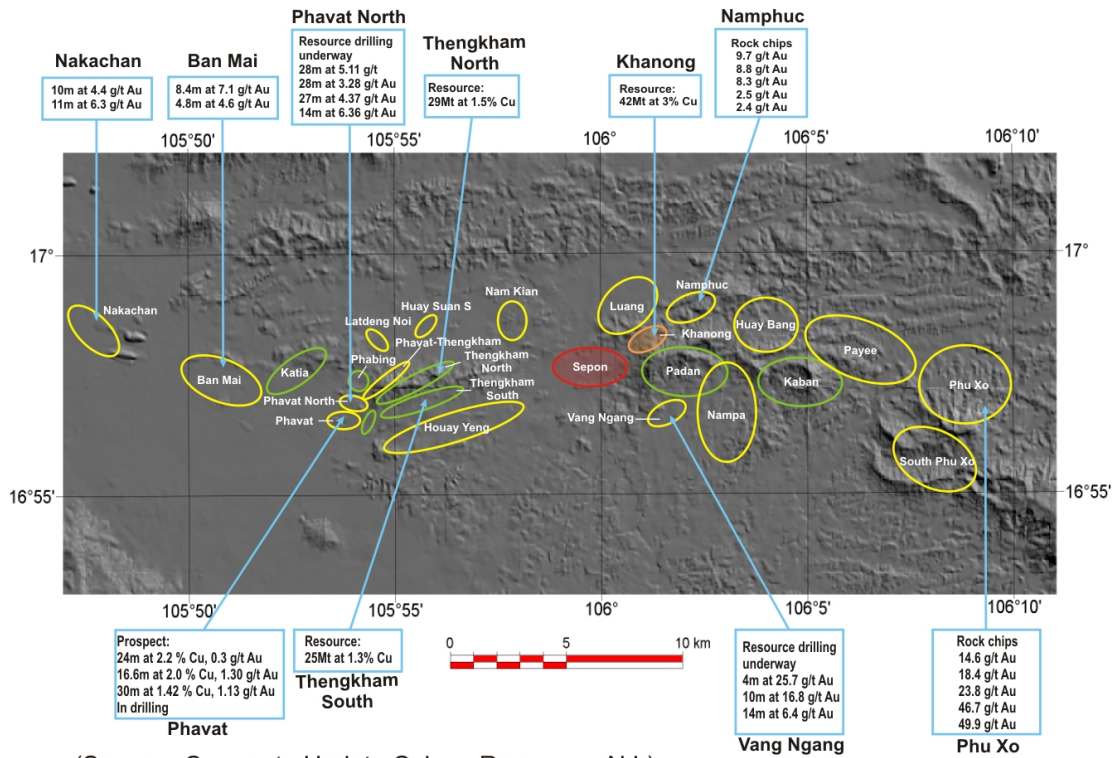 Phavat North
Resource drilling
underway
28m at 5.11 g/t
28m at 3.28 g/t Au
27m at 4.37 g/t Au
14m at 6.36 g/t Au
Namphuc
Rock chips
9.7 g/t Au
8.8 g/t Au
8.3 g/t Au
2.5 g/t Au
2.4 g/t Au
Thengkham
North
Resource:
29Mt at 1.5% Cu
Nakachan
10m at 4.4 g/t Au
11m at 6.3 g/t Au
Ban Mai
8.4m at 7.1 g/t Au
4.8m at 4.6 g/t Au
Khanong
Resource:
42Mt at 3% Cu
105°50'
105°55'
106°
106°5'
106°10'
17°
17°
Nakachan
Ban Mai
Katia
Latdeng Noi
Huay Suan S
Nam Kian
Phabing
Phavat-Thengkham
Thengkham
North
Thengkham
South
Phavat North
Phavat
Houay Yeng
Luang
Namphuc
Khanong
Huay Bang
Sepon
Padan
Payee
Kaban
Phu Xo
Vang Ngang
Nampa
South Phu Xo
16°55'
16°55'
105°50'
105°55'
106°
106°5'
106°10'
Prospect:
24m at 2.2 % Cu, 0.3 g/t Au
16.6m at 2.0 % Cu, 1.30 g/t Au
30m at 1.42 % Cu, 1.13 g/t Au
In drilling
Phavat
Resource:
25Mt at 1.3% Cu
Thengkham
South
0 5 10 km
Resource drilling
underway
4m at 25.7 g/t Au
10m at 16.8 g/t Au
14m at 6.4 g/t Au
Vang Ngang
Rock chips
14.6 g/t Au
18.4 g/t Au
23.8 g/t Au
46.7 g/t Au
49.9 g/t Au
Phu Xo